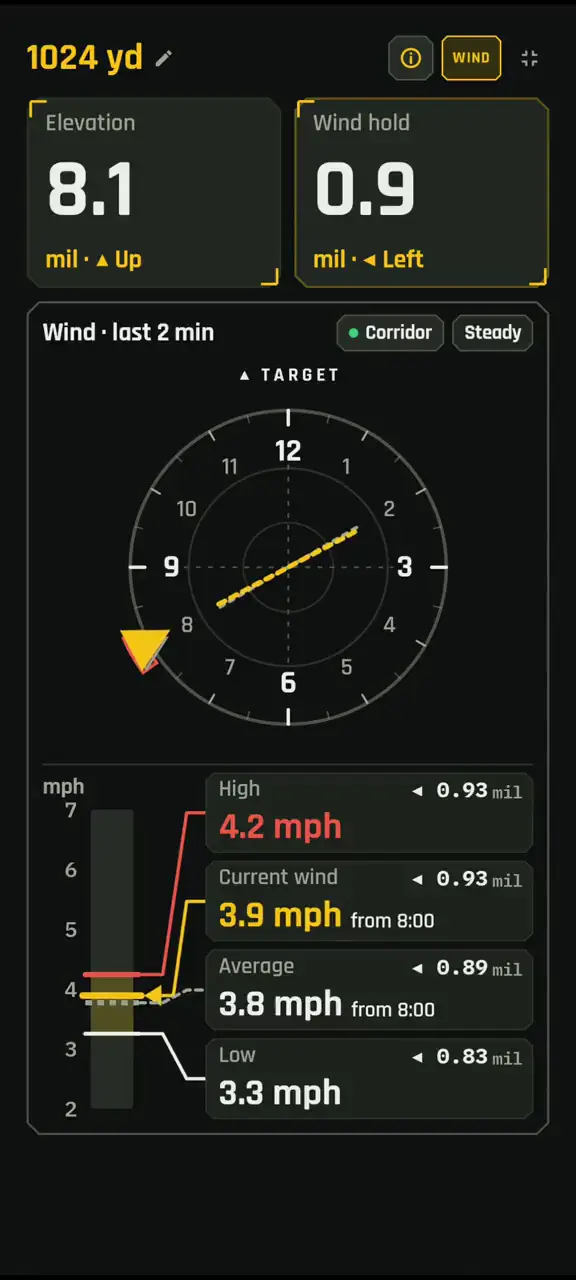 1024 yd
WIND
Elevation
8.1
mil · ▲ Up
Wind hold
0.9
mil · ◄ Left
Wind · last 2 min
Corridor
Steady
▲ TARGET
12
11
1
10
2
9
3
8
4
7
5
6
mph
7
6
5
4
3
2
High
◄ 0.93 mil
4.2 mph
Current wind
◄ 0.93 mil
3.9 mph from 8:00
Average
◄ 0.89 mil
3.8 mph from 8:00
Low
◄ 0.83 mil
3.3 mph